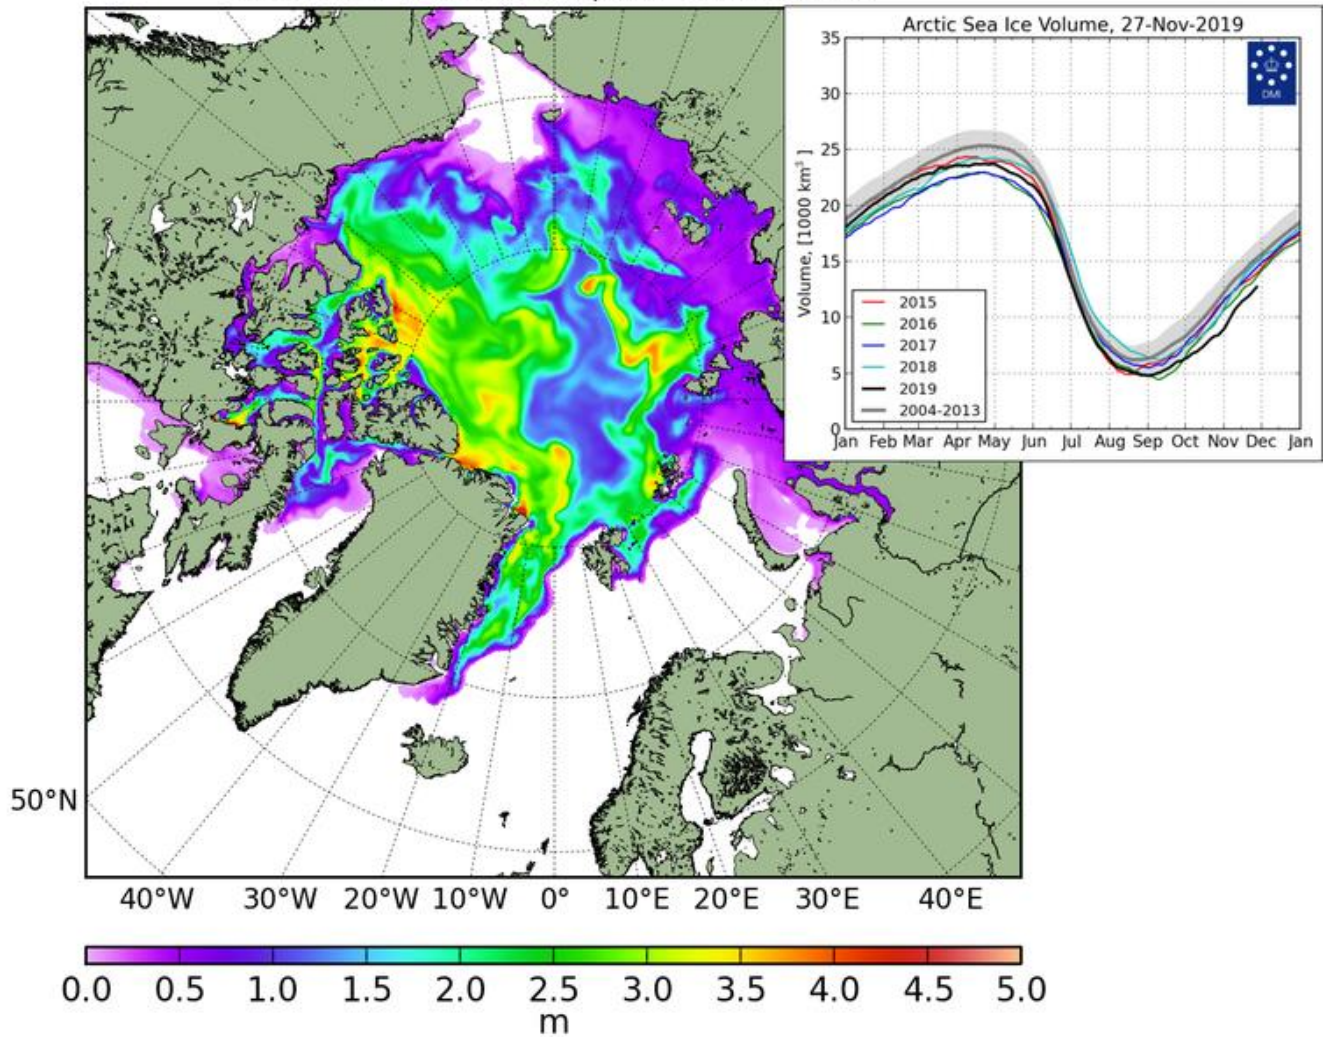 Arctic Sea Ice Volume, 27-Nov-2019
Volume, [1000 km³ ]
35
30
25
20
15
10
5
0
DMI
2015
2016
2017
2018
2019
2004-2013
Jan Feb Mar Apr May Jun Jul Aug Sep Oct Nov Dec Jan
50°N
40°W 30°W 20°W 10°W 0° 10°E 20°E 30°E 40°E
0.0 0.5 1.0 1.5 2.0 2.5 3.0 3.5 4.0 4.5 5.0
m